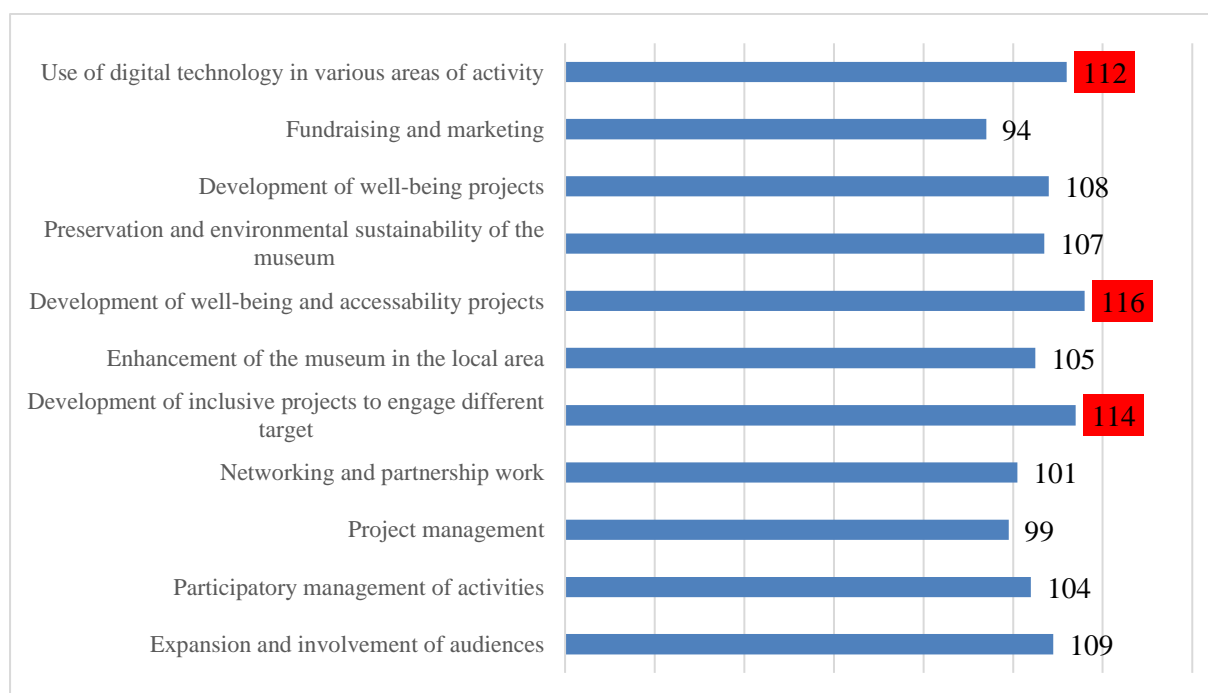 Use of digital technology in various areas of activity
112
Fundraising and marketing
94
Development of well-being projects
108
Preservation and environmental sustainability of the
museum
107
Development of well-being and accessability projects
116
Enhancement of the museum in the local area
105
Development of inclusive projects to engage different
target
114
Networking and partnership work
101
Project management
99
Participatory management of activities
104
Expansion and involvement of audiences
109